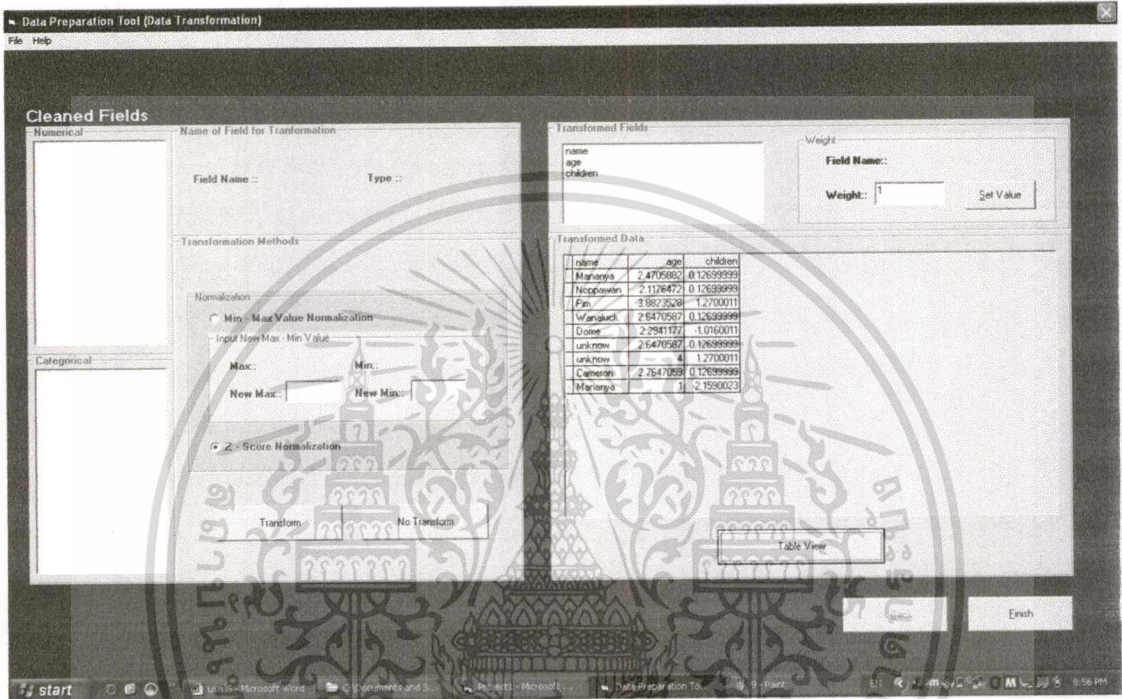 Data Preparation Tool (Data Transformation)
File Help
Cleaned Fields
Numerical
Name of Field for Tranformation
Field Name ::
Type ::
Transformation Methods
Normalization
Min - Max Value Normalization
Input New Max - Min Value
Max::
Min::
New Max::
New Min::
Z - Score Normalization
Categorical
Transform
No Transform
Transformed Fields
name
age
children
Weight
Field Name::
Weight::
1
Set Value
Transformed Data
name age children
Mananya 2.4705882 0.12699999
Noppawan 2.1176472 0.12699999
Pim 3.8823528 1.2700011
Wanaluck 2.6470587 0.12699999
Dome 2.2941177 -1.0160011
unknow 2.6470587 0.12699999
unknow 4 1.2700011
Cameron 2.7647059 0.12699999
Mananya 1 -2.1590023
Table View
Finish
start
Microsoft Word
C:\Documents and S...
Project1 - Microsoft ...
Data Preparation To...
9 - Paint
EN
8:56 PM